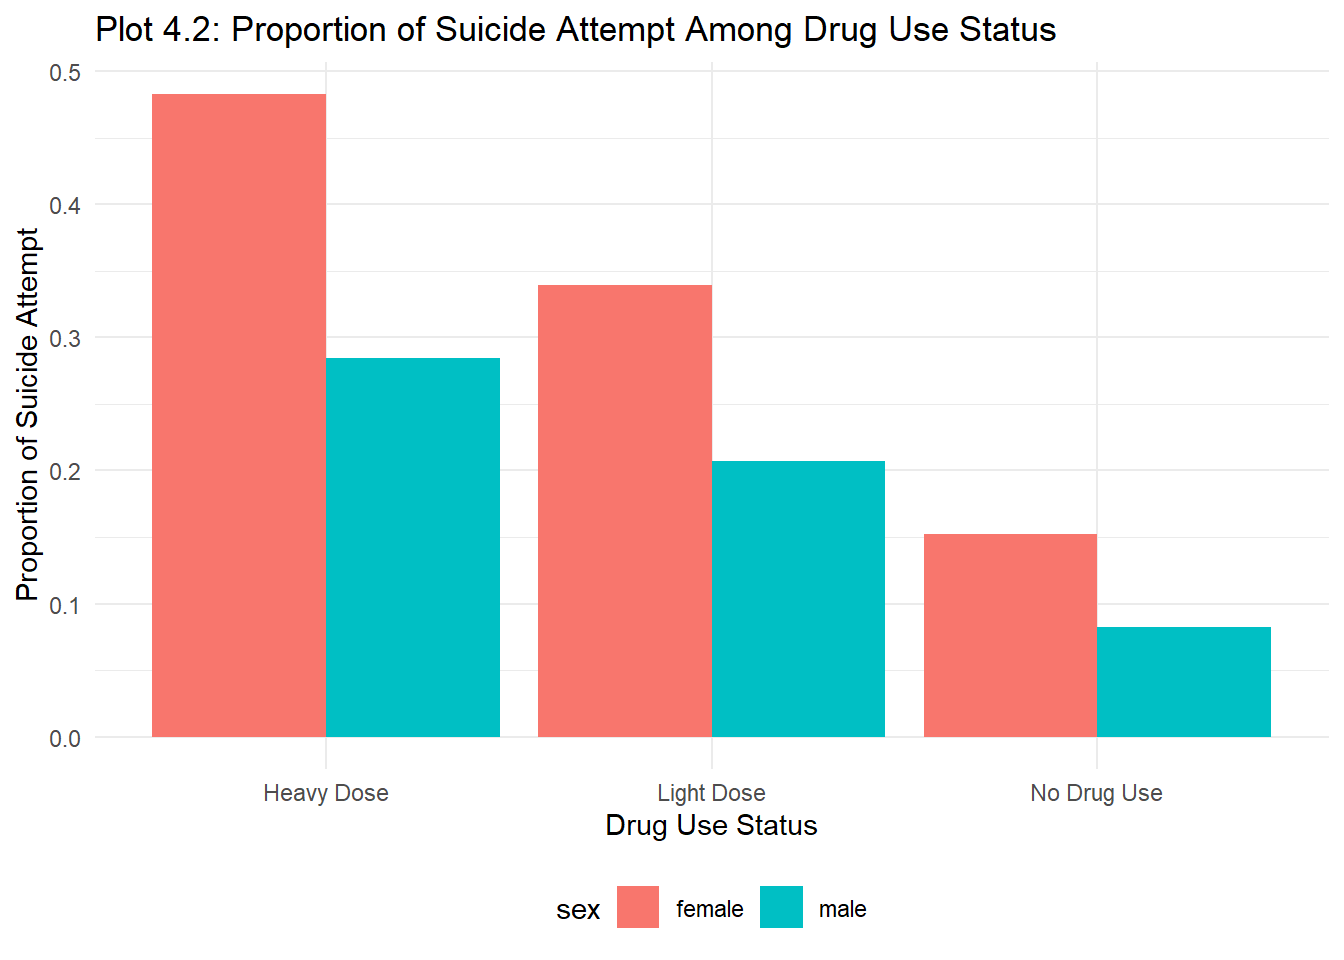 Plot 4.2: Proportion of Suicide Attempt Among Drug Use Status
Proportion of Suicide Attempt
0.5
0.4
0.3
0.2
0.1
0.0
Heavy Dose
Light Dose
No Drug Use
Drug Use Status
sex
female
male